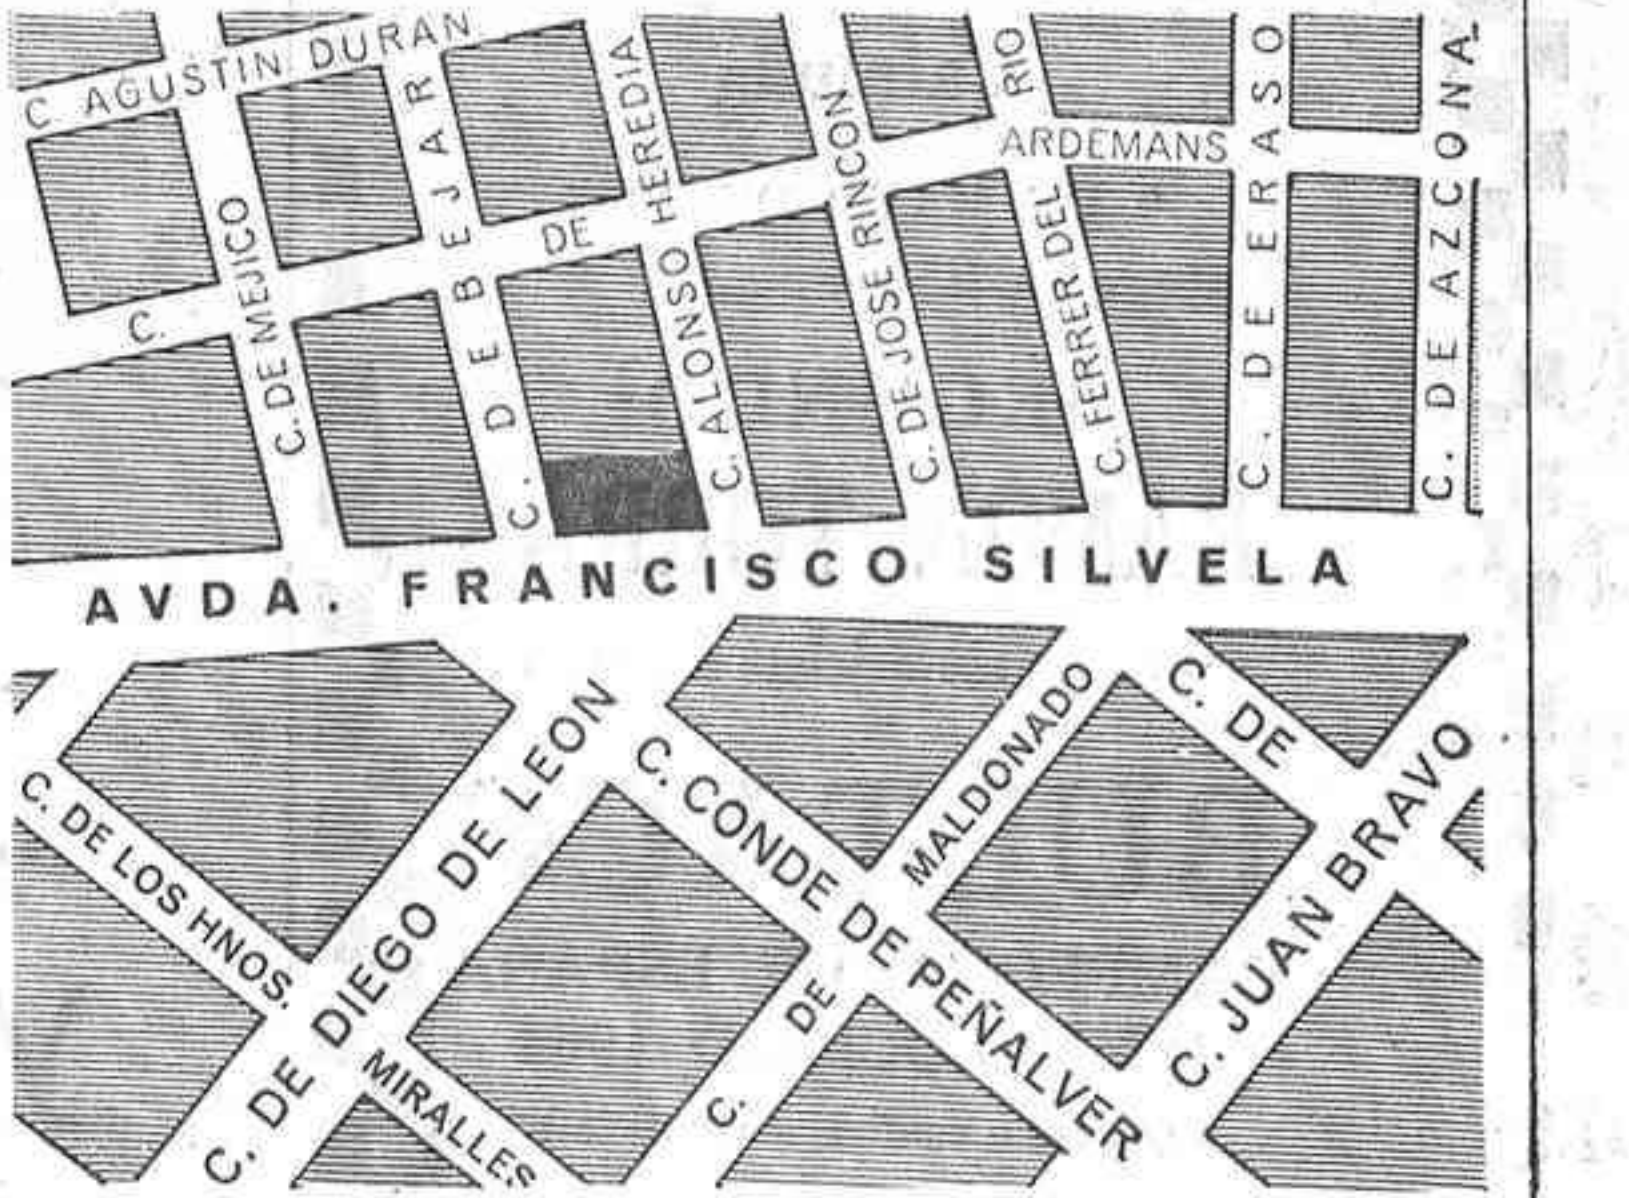 C. AGUSTIN DURAN
C. DE MEJICO
C. DE BEJAR
C. ALONSO HEREDIA
C. DE JOSE RINCON
C. FERRER DEL RIO
C. DE ERASO
C. DE AZCONA
C. DE ARDEMANS
AVDA. FRANCISCO SILVELA
C. DE LOS HNOS. MIRALLES
C. DE DIEGO DE LEON
C. CONDE DE PEÑALVER
C. DE MALDONADO
C. DE
C. JUAN BRAVO